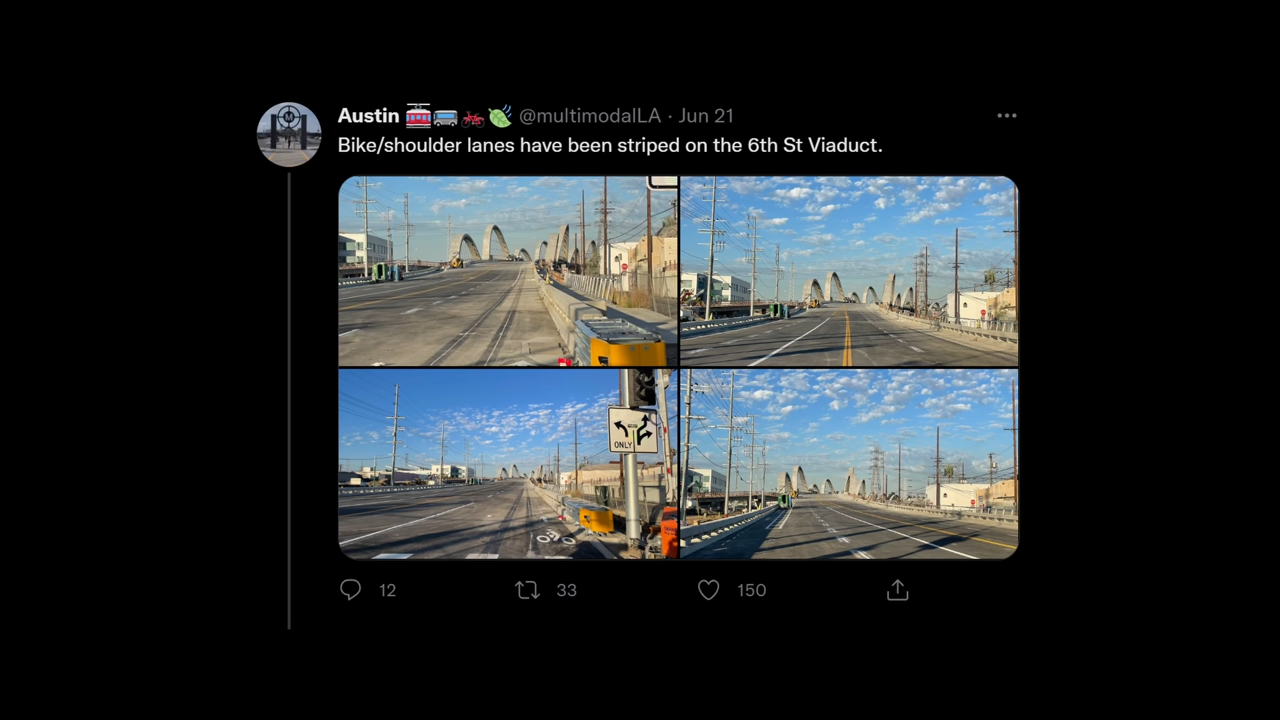 Austin 🚋🚌🚲🍃 @multimodalLA · Jun 21
Bike/shoulder lanes have been striped on the 6th St Viaduct.
ONLY
12 33 150